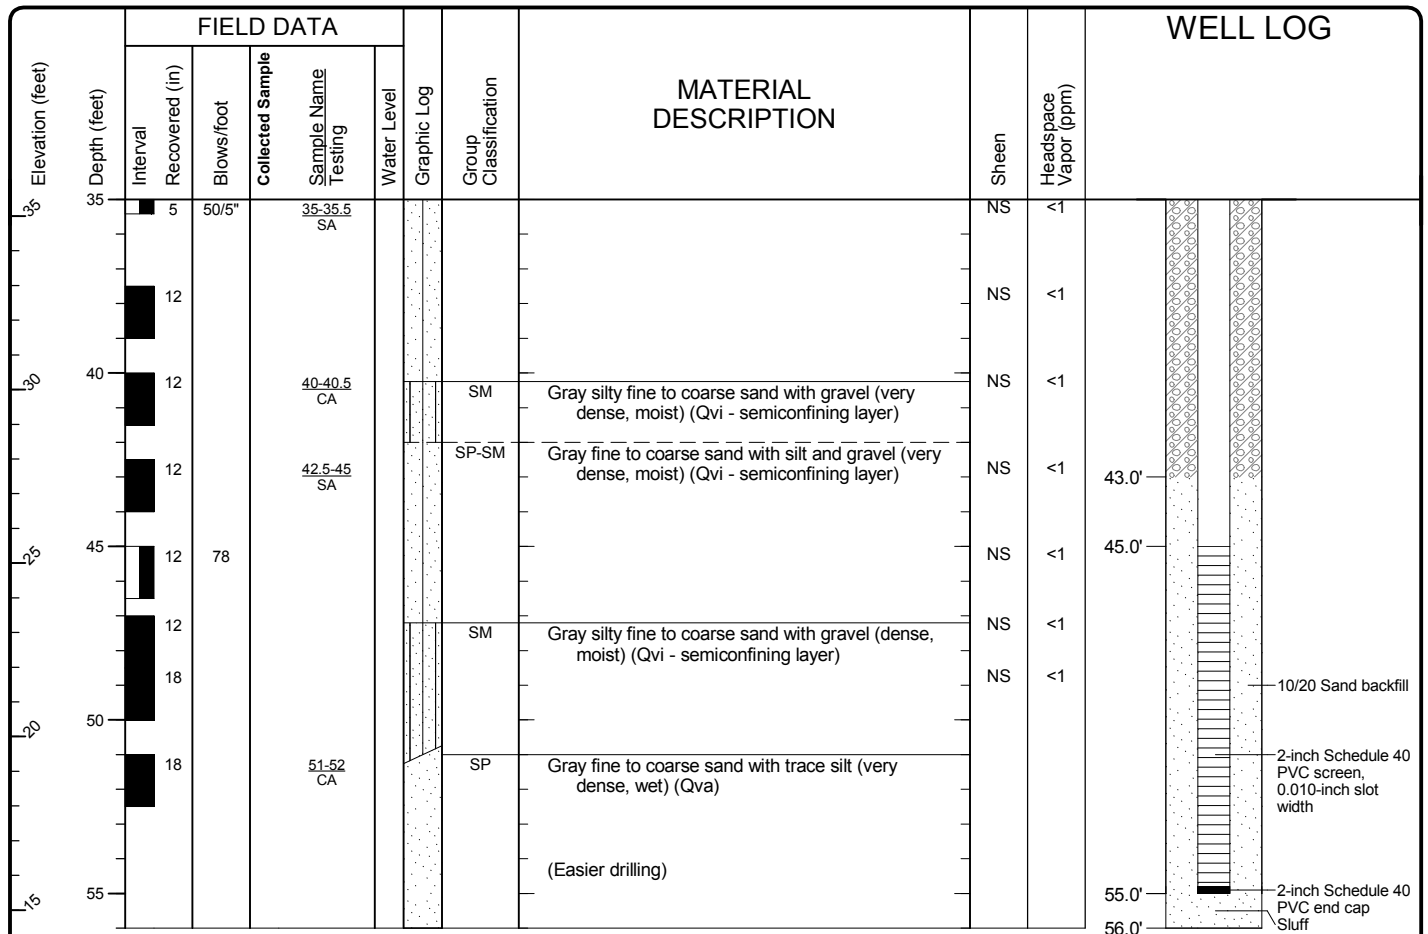 FIELD DATA
WELL LOG
Elevation (feet)
Depth (feet)
Interval
Recovered (in)
Blows/foot
Collected Sample
Sample Name
Testing
Water Level
Graphic Log
Group
Classification
MATERIAL
DESCRIPTION
Sheen
Headspace
Vapor (ppm)
35
35
5
50/5"
35-35.5
SA
NS
<1
12
NS
<1
30
40
12
40-40.5
CA
SM
Gray silty fine to coarse sand with gravel (very
dense, moist) (Qvi - semiconfining layer)
NS
<1
12
42.5-45
SA
SP-SM
Gray fine to coarse sand with silt and gravel (very
dense, moist) (Qvi - semiconfining layer)
NS
<1
43.0'
25
45
12
78
NS
<1
45.0'
12
SM
Gray silty fine to coarse sand with gravel (dense,
moist) (Qvi - semiconfining layer)
NS
<1
18
NS
<1
10/20 Sand backfill
20
50
18
51-52
CA
SP
Gray fine to coarse sand with trace silt (very
dense, wet) (Qva)
2-inch Schedule 40
PVC screen,
0.010-inch slot
width
(Easier drilling)
15
55
55.0'
2-inch Schedule 40
PVC end cap
56.0'
Sluff